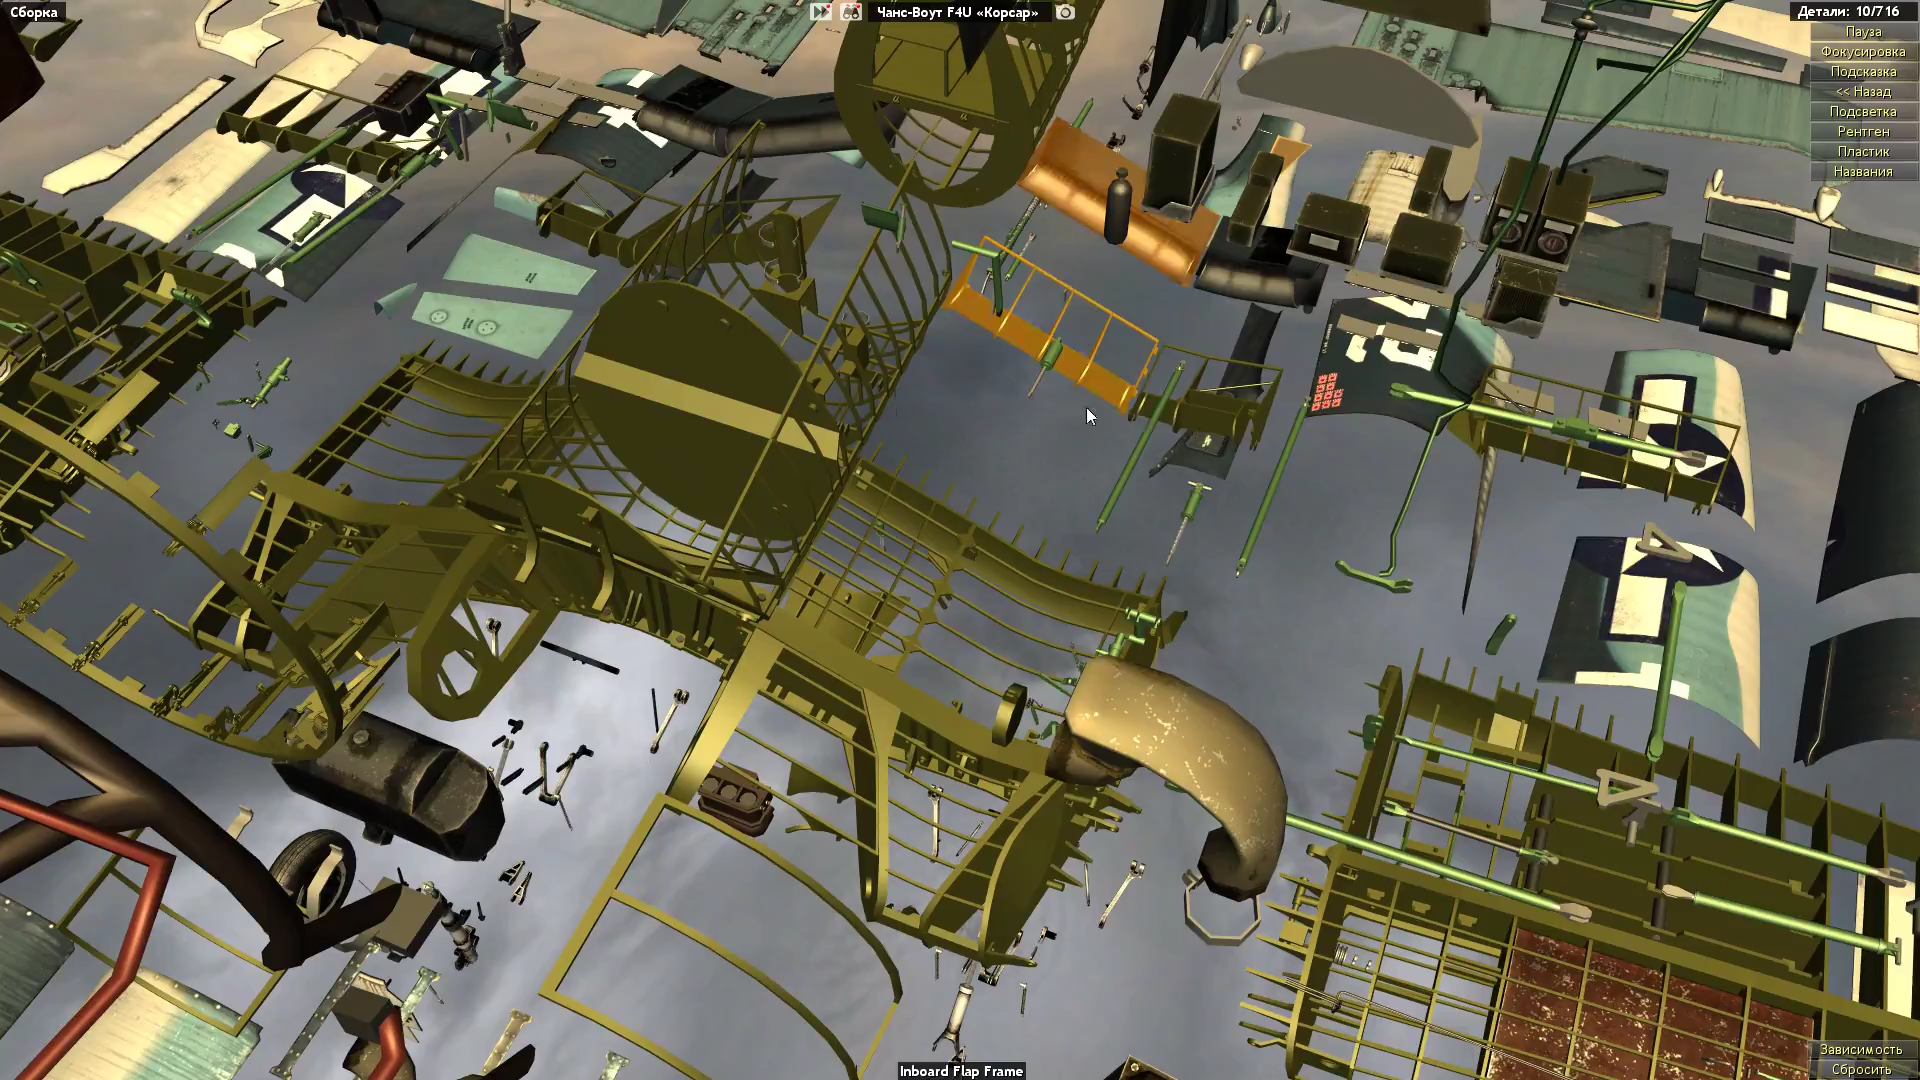 Сборка
Чанс-Воут F4U «Корсар»
Детали: 10/716
Пауза
Фокусировка
Подсказка
<< Назад
Подсветка
Рентген
Пластик
Названия
Зависимость
Сбросить
Inboard Flap Frame